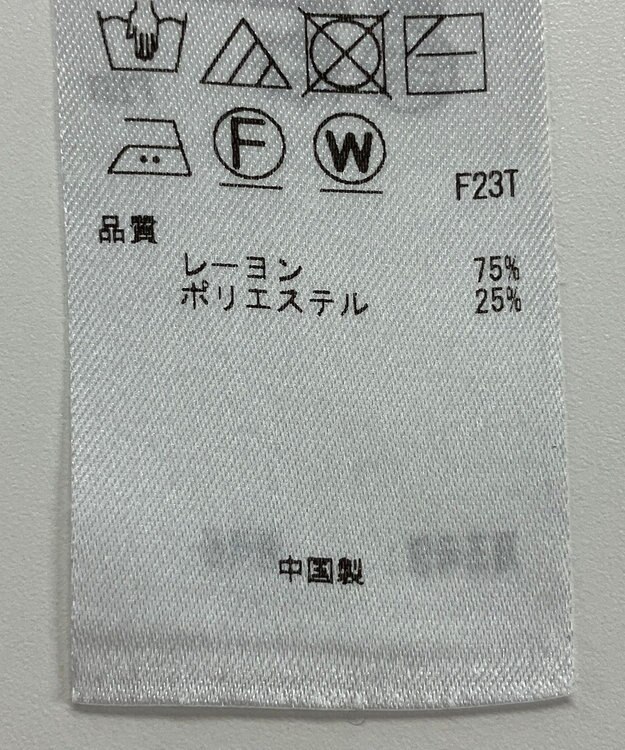 F W
F23T
品質
レーヨン 75%
ポリエステル 25%
中国製